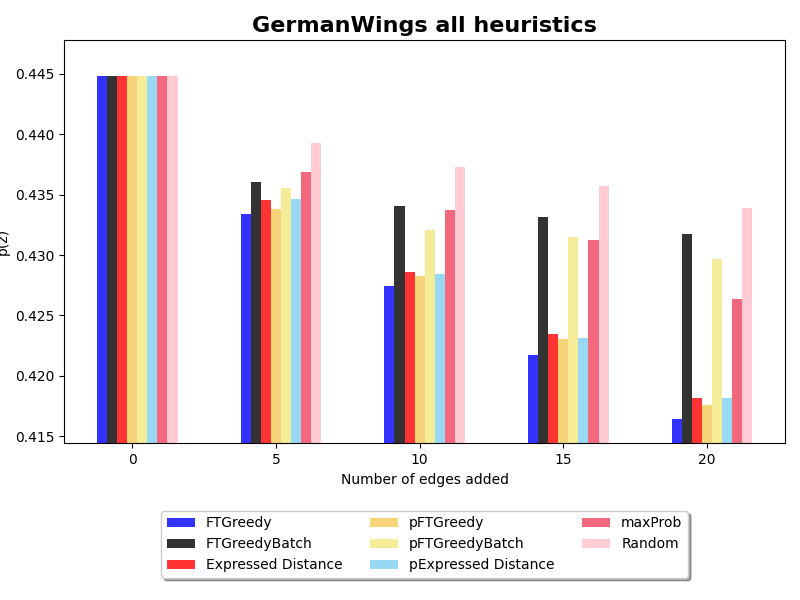 GermanWings all heuristics
0.445
0.440
0.435
0.430
0.425
0.420
0.415
p(2)
0 5 10 15 20
Number of edges added
FTGreedy pFTGreedy maxProb
FTGreedyBatch pFTGreedyBatch Random
Expressed Distance pExpressed Distance